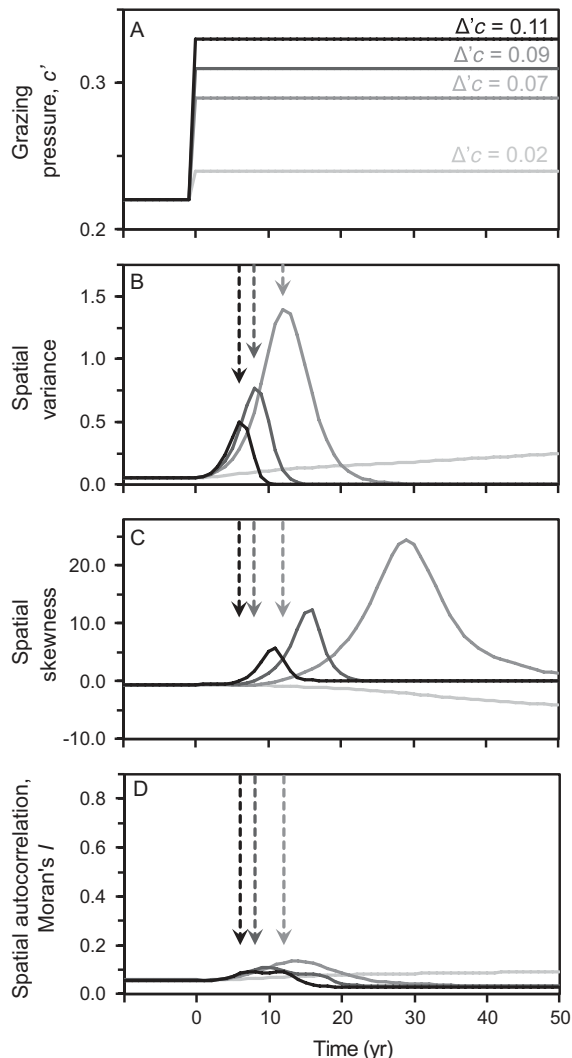 A
Δ'c = 0.11
Δ'c = 0.09
Δ'c = 0.07
Δ'c = 0.02
0.3
0.2
Grazing
pressure, c'
B
1.5
1.0
0.5
0.0
Spatial
variance
C
20.0
10.0
0.0
-10.0
Spatial
skewness
D
0.8
0.6
0.4
0.2
0.0
Spatial autocorrelation,
Moran's I
0 10 20 30 40 50
Time (yr)